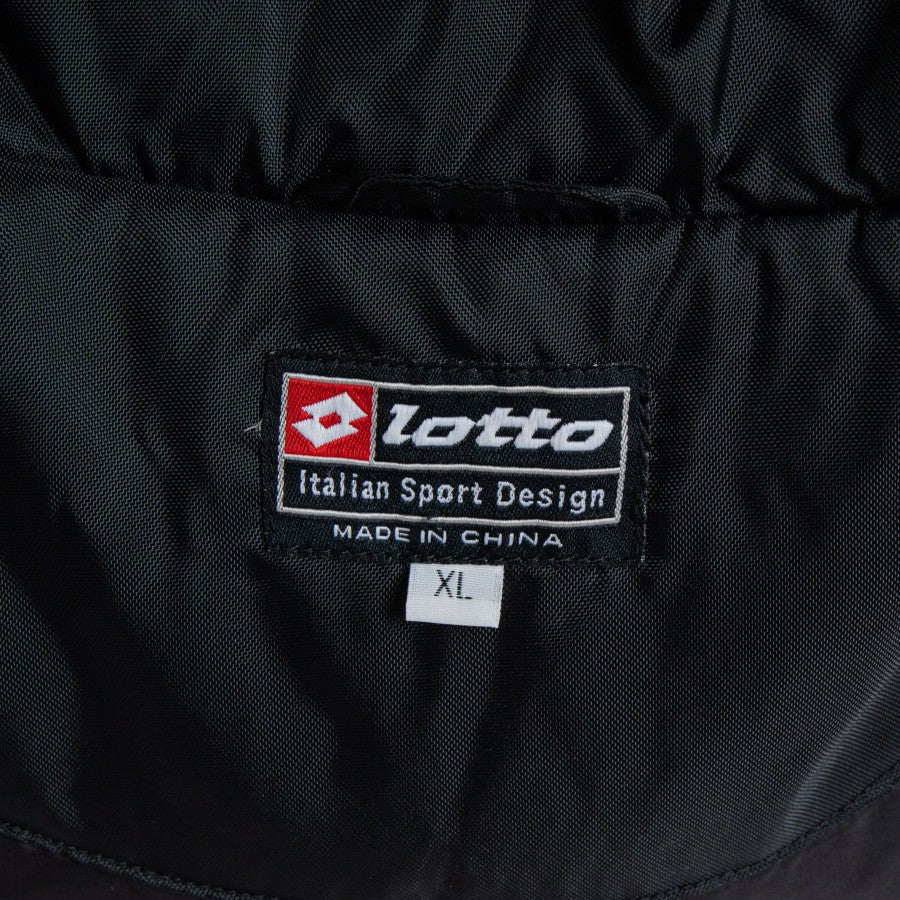 lotto
Italian Sport Design
MADE IN CHINA
XL